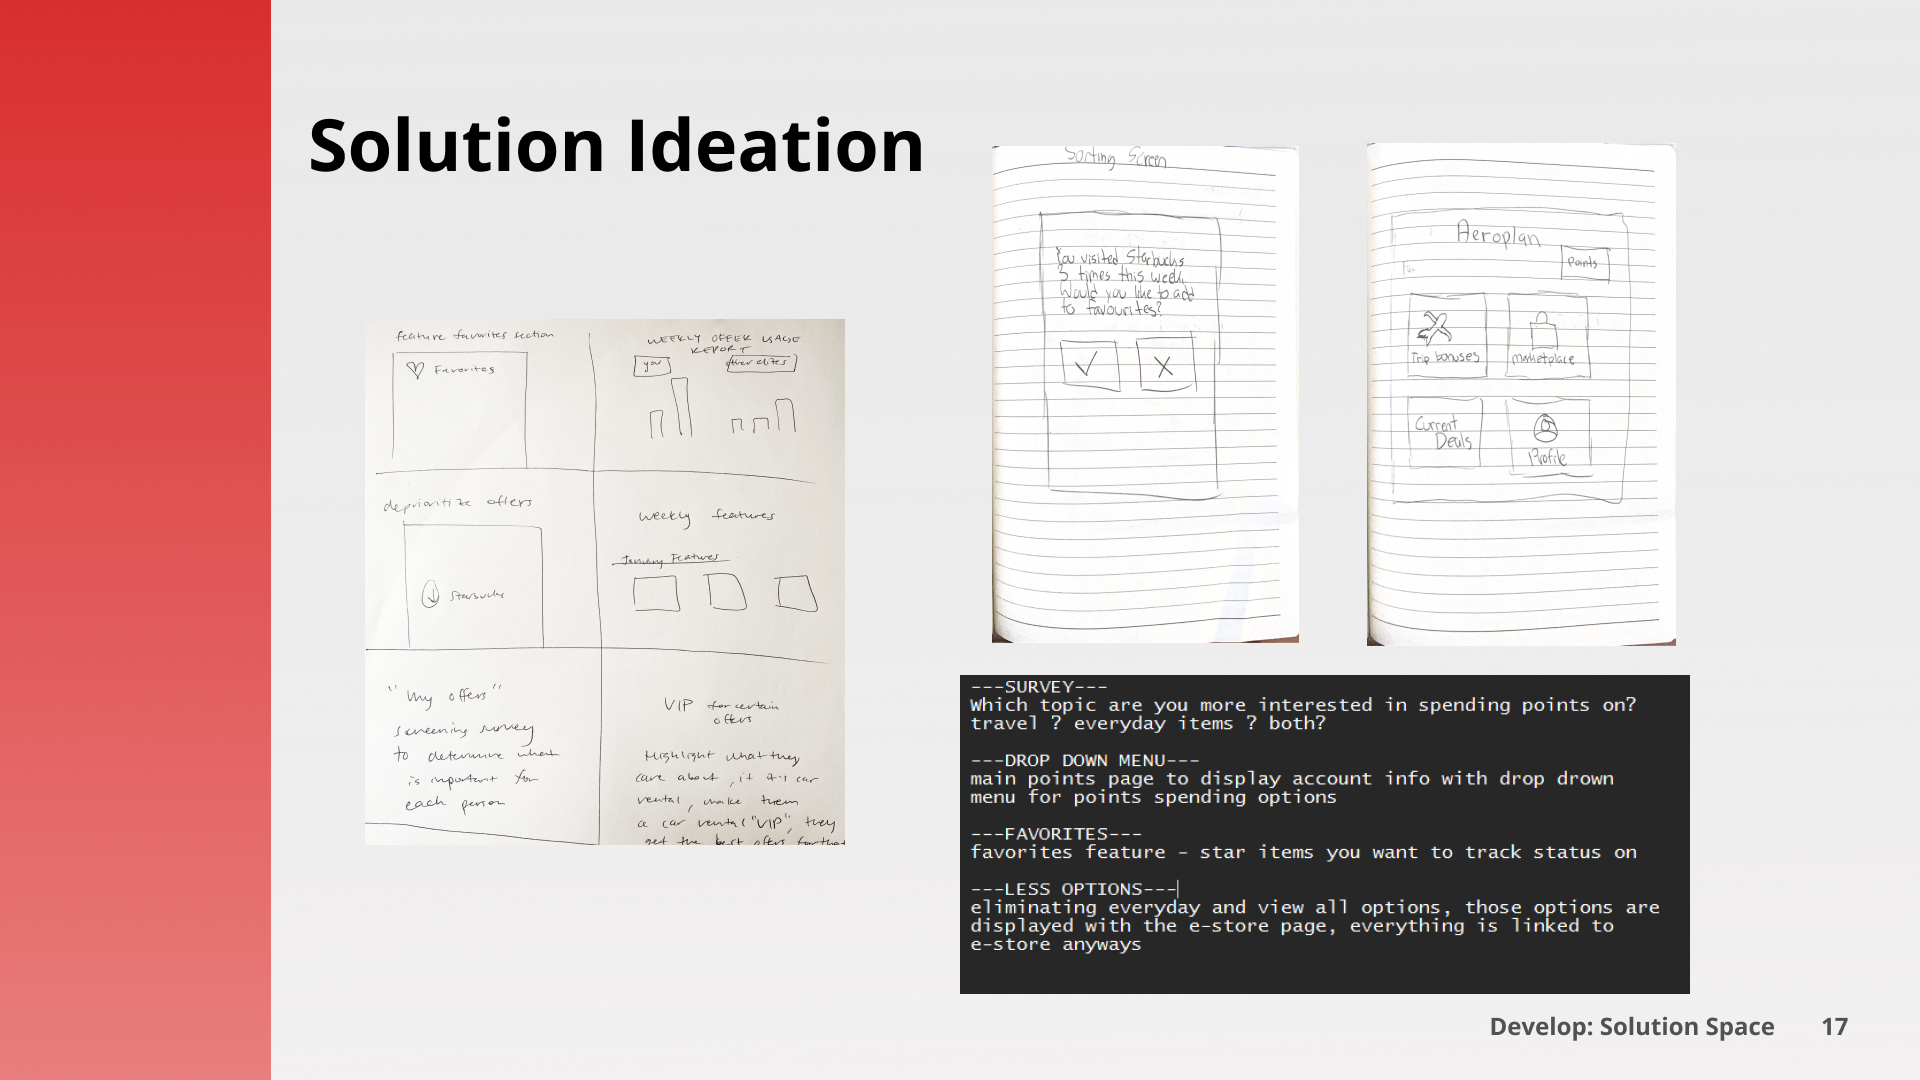 Solution Ideation
feature favorites section
Favorites
WEEKLY OFFER USAGE
REPORT
you
other elites
deprioritize offers
Starbucks
weekly features
January Features
"my offers"
screening survey
to determine what
is important for
each person
VIP for certain
offers
Highlight what they
care about, if it's car
rental, make them
a car rental "VIP", they
get the best offers for that
Sorting Screen
You visited Starbucks
3 times this week.
Would you like to add
to favourites?
Aeroplan
Points
Trip bonuses
marketplace
Current
Deals
Profile
---SURVEY---
Which topic are you more interested in spending points on?
travel ? everyday items ? both?
---DROP DOWN MENU---
main points page to display account info with drop drown
menu for points spending options
---FAVORITES---
favorites feature - star items you want to track status on
---LESS OPTIONS---
eliminating everyday and view all options, those options are
displayed with the e-store page, everything is linked to
e-store anyways
Develop: Solution Space 17